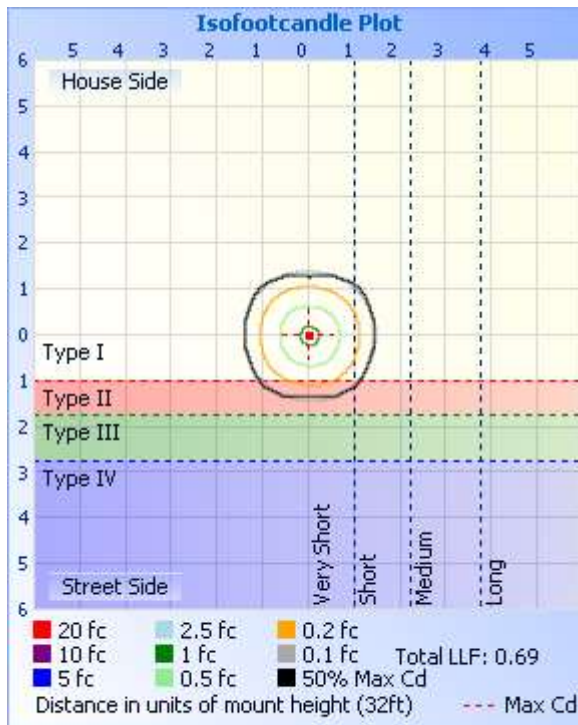 Isofootcandle Plot
5 4 3 2 1 0 1 2 3 4 5
6
House Side
5
4
3
2
1
0
Type I
1
Type II
2
Type III
3
Type IV
4
5
Street Side
6
Very Short
Short
Medium
Long
20 fc 2.5 fc 0.2 fc
10 fc 1 fc 0.1 fc Total LLF: 0.69
5 fc 0.5 fc 50% Max Cd
Distance in units of mount height (32ft) --- Max Cd